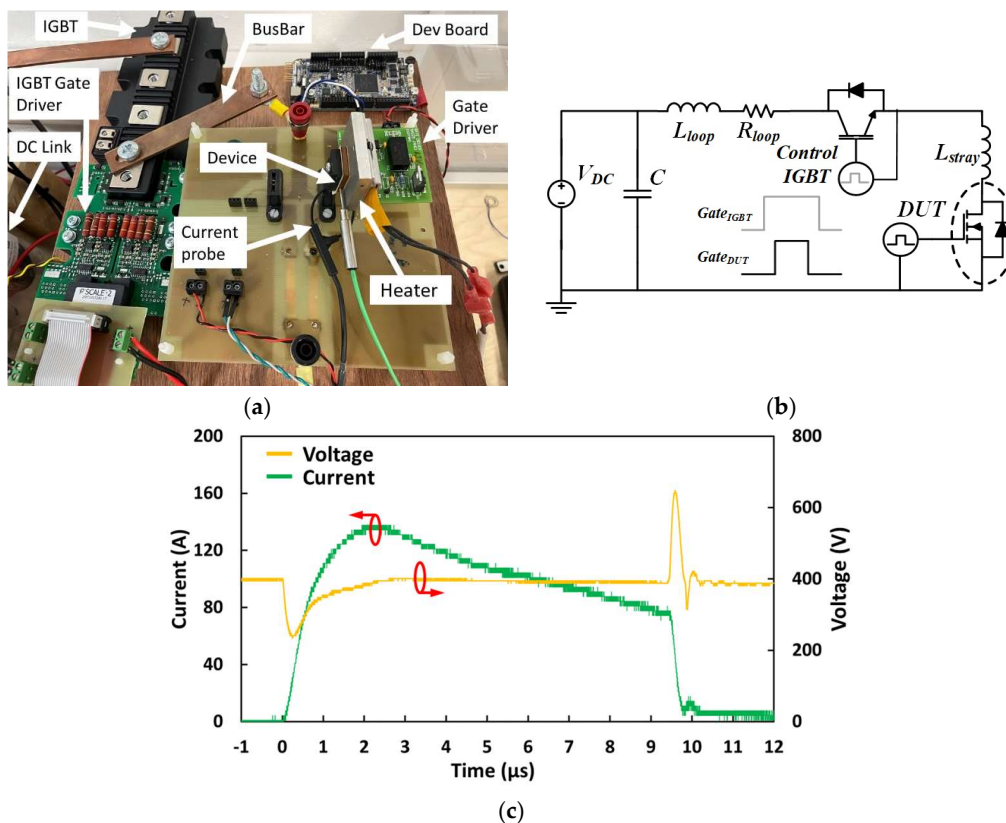 IGBT
BusBar
Dev Board
IGBT Gate
Driver
Gate
Driver
DC Link
Device
Current
probe
Heater
(a)
L_loop
R_loop
Control
IGBT
L_stray
V_DC
C
DUT
Gate_IGBT
Gate_DUT
(b)
200
800
Voltage
Current
160
600
120
400
80
200
40
0
0
Current (A)
Voltage (V)
-1 0 1 2 3 4 5 6 7 8 9 10 11 12
Time (µs)
(c)